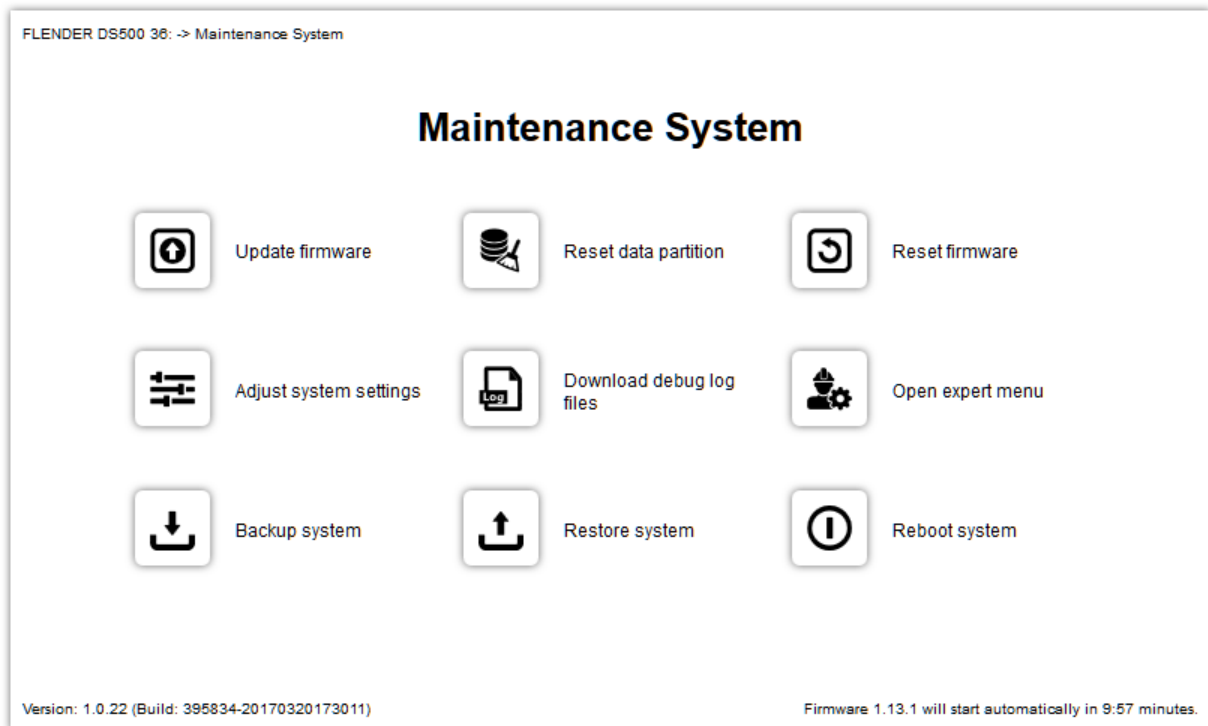 FLENDER DS500 36: -> Maintenance System
Maintenance System
Update firmware
Reset data partition
Reset firmware
Adjust system settings
Download debug log
files
Log
Open expert menu
Backup system
Restore system
Reboot system
Version: 1.0.22 (Build: 395834-20170320173011)
Firmware 1.13.1 will start automatically in 9:57 minutes.